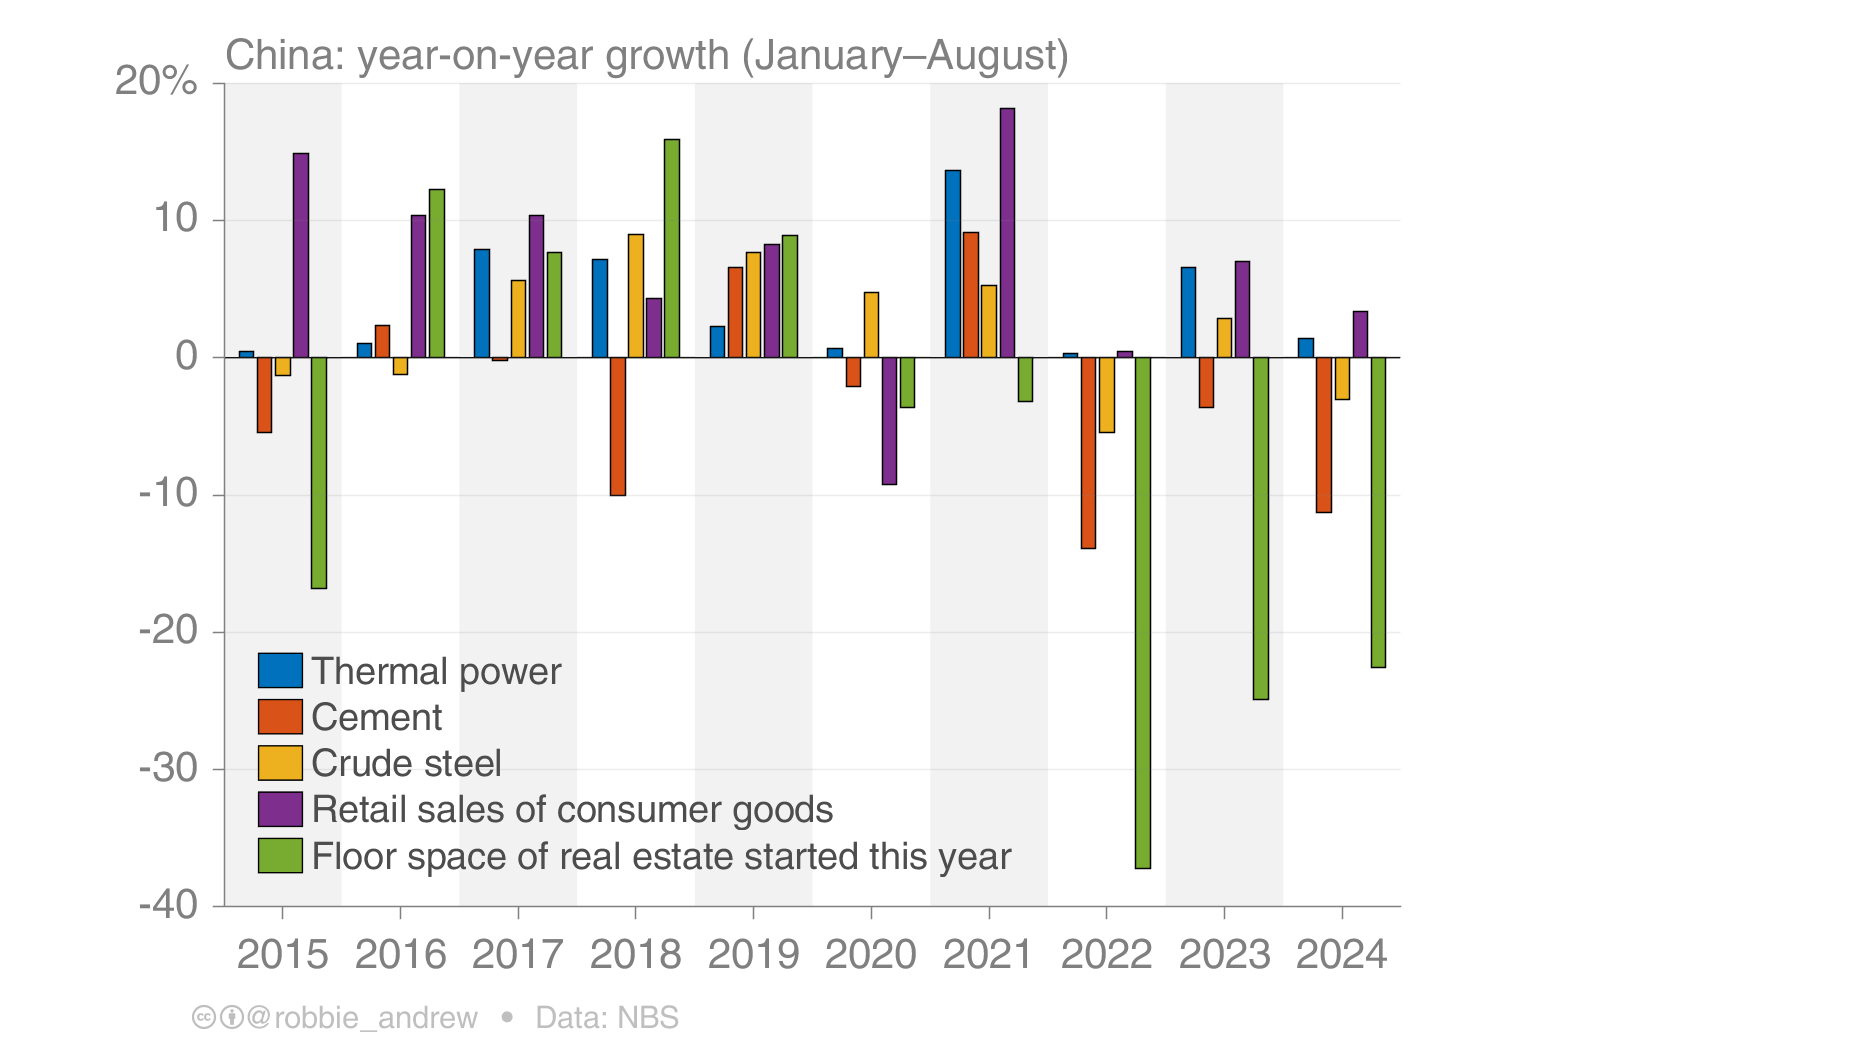 China: year-on-year growth (January–August)
20%
10
0
-10
-20
-30
-40
Thermal power
Cement
Crude steel
Retail sales of consumer goods
Floor space of real estate started this year
2015 2016 2017 2018 2019 2020 2021 2022 2023 2024
cc @robbie_andrew • Data: NBS